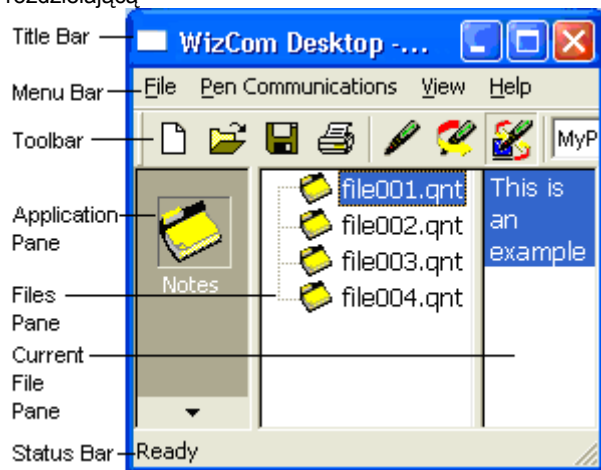 rozdzielającą
Title Bar
WizCom Desktop -...
Menu Bar
File Pen Communications View Help
Toolbar
MyP
Application
Pane
Notes
file001.qnt
file002.qnt
file003.qnt
file004.qnt
This is
an
example
Files
Pane
Current
File
Pane
Status Bar
Ready